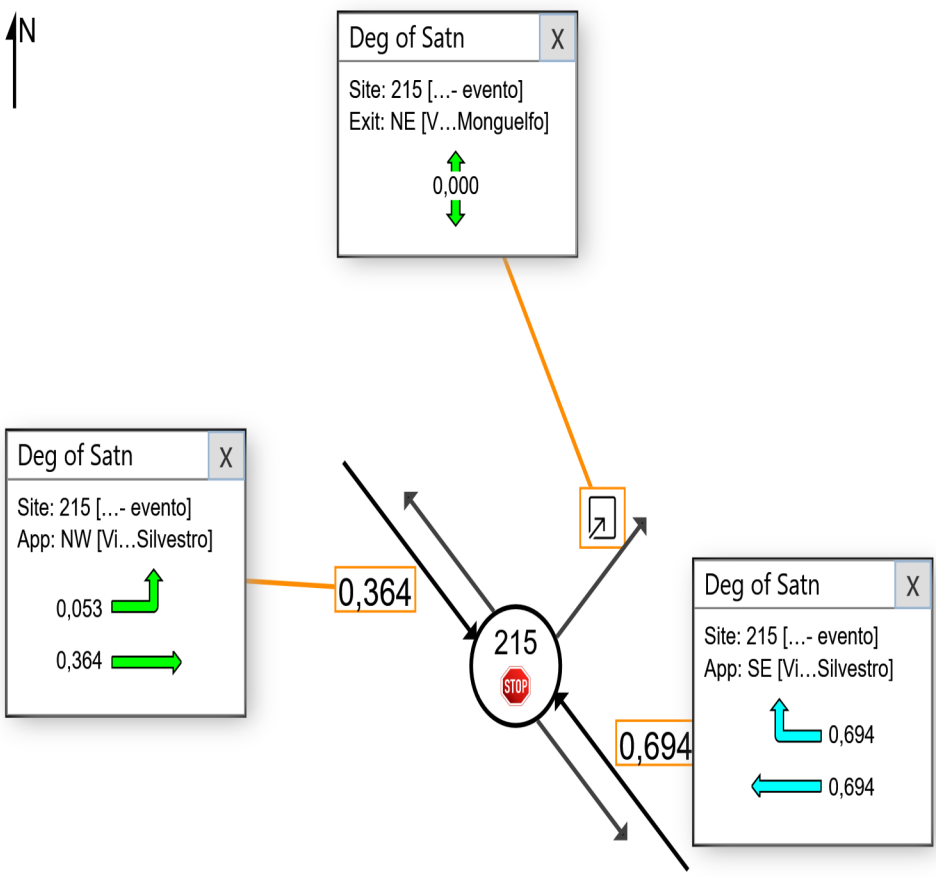 N
Deg of Satn X
Site: 215 [...- evento]
Exit: NE [V...Monguelfo]
0,000
Deg of Satn X
Site: 215 [...- evento]
App: NW [Vi...Silvestro]
0,053
0,364
0,364
215
STOP
0,694
Deg of Satn X
Site: 215 [...- evento]
App: SE [Vi...Silvestro]
0,694
0,694